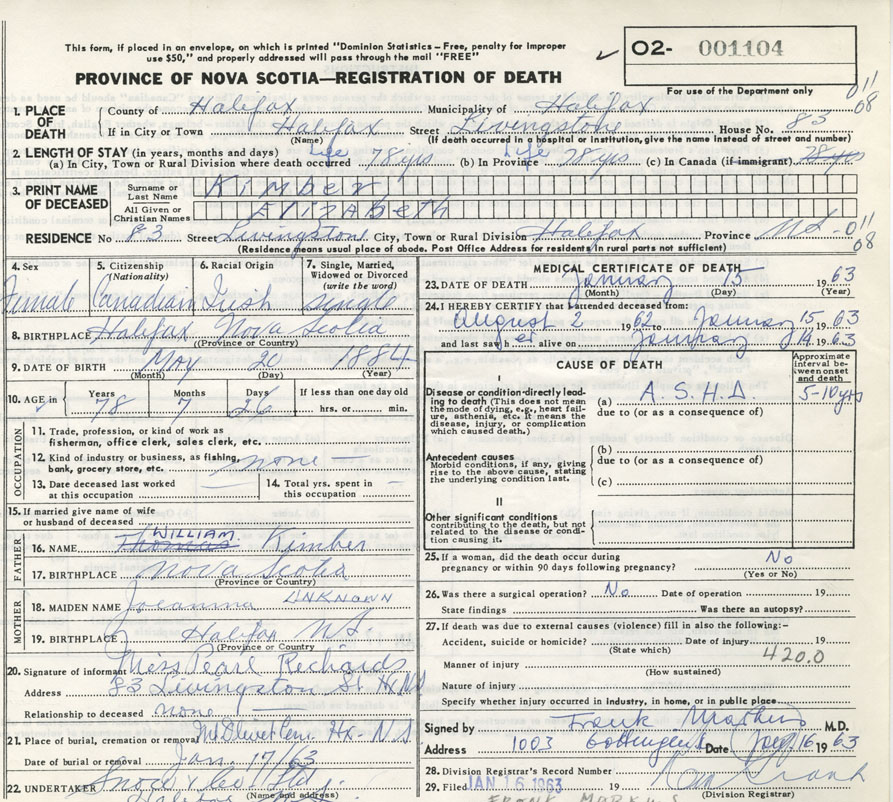 This form, if placed in an envelope, on which is printed "Dominion Statistics – Free, penalty for improper
use $50," and properly addressed will pass through the mail "FREE"
PROVINCE OF NOVA SCOTIA—REGISTRATION OF DEATH
✓ 02- 001104
For use of the Department only
011
08
1. PLACE OF DEATH
County of Halifax Municipality of Halifax
If in City or Town Halifax Street Livingstone House No. 83
(Name) (If death occurred in a hospital or institution, give the name instead of street and number)
2. LENGTH OF STAY (in years, months and days)
(a) In City, Town or Rural Division where death occurred Life 78 yrs (b) In Province Life 78 yrs (c) In Canada (if immigrant) 78 yrs
3. PRINT NAME OF DECEASED
Surname or Last Name Kimber
All Given or Christian Names Elizabeth
RESIDENCE No 83 Street Livingstone City, Town or Rural Division Halifax Province NS - 011
08
(Residence means usual place of abode. Post Office Address for residents in rural parts not sufficient)
4. Sex
Female
5. Citizenship (Nationality)
Canadian
6. Racial Origin
Irish
7. Single, Married, Widowed or Divorced (write the word)
single
8. BIRTHPLACE Halifax Nova Scotia
(Province or Country)
9. DATE OF BIRTH May 20 1884
(Month) (Day) (Year)
10. AGE in Years 78 Months 7 Days 26 If less than one day old
hrs. or min.
OCCUPATION
11. Trade, profession, or kind of work as
fisherman, office clerk, sales clerk, etc.
12. Kind of industry or business, as fishing,
bank, grocery store, etc. none —
13. Date deceased last worked
at this occupation
14. Total yrs. spent in
this occupation
15. If married give name of wife
or husband of deceased
FATHER
WILLIAM
16. NAME Thomas Kimber
17. BIRTHPLACE Nova Scotia
(Province or Country)
MOTHER
18. MAIDEN NAME Joeanna UNKNOWN
19. BIRTHPLACE Halifax NS.
(Province or Country)
20. Signature of informant Miss Pearl Richards
Address 83 Livingston St. Hx NS
Relationship to deceased none
21. Place of burial, cremation or removal Mt Olivet Cem. Hx - N S
Date of burial or removal Jan. 17/63
22. UNDERTAKER Snow & Co Ltd.
Halifax
(Name and address)
MEDICAL CERTIFICATE OF DEATH
23. DATE OF DEATH January 15 1963
(Month) (Day) (Year)
24. I HEREBY CERTIFY that I attended deceased from:
August 2 1962 to January 15 1963
and last saw her alive on January 14 1963
CAUSE OF DEATH
Approximate interval between onset and death
I
Disease or condition directly leading to death (This does not mean the mode of dying, e.g., heart failure, asthenia, etc. It means the disease, injury, or complication which caused death.)
(a) A.S.H.D. 5-10 yrs
due to (or as a consequence of)
Antecedent causes
Morbid conditions, if any, giving rise to the above cause, stating the underlying condition last.
(b)
due to (or as a consequence of)
(c)
II
Other significant conditions contributing to the death, but not related to the disease or condition causing it.
25. If a woman, did the death occur during
pregnancy or within 90 days following pregnancy? No
(Yes or No)
26. Was there a surgical operation? No Date of operation 19
State findings Was there an autopsy?
27. If death was due to external causes (violence) fill in also the following:–
Accident, suicide or homicide? Date of injury 19
(State which)
420.0
Manner of injury
(How sustained)
Nature of injury
Specify whether injury occurred in industry, in home, or in public place
Signed by Frank M.D.
Address 1003 Date Jan 16 1963
28. Division Registrar's Record Number
29. Filed JAN 16 1963 19
(Division Registrar)
FRANK